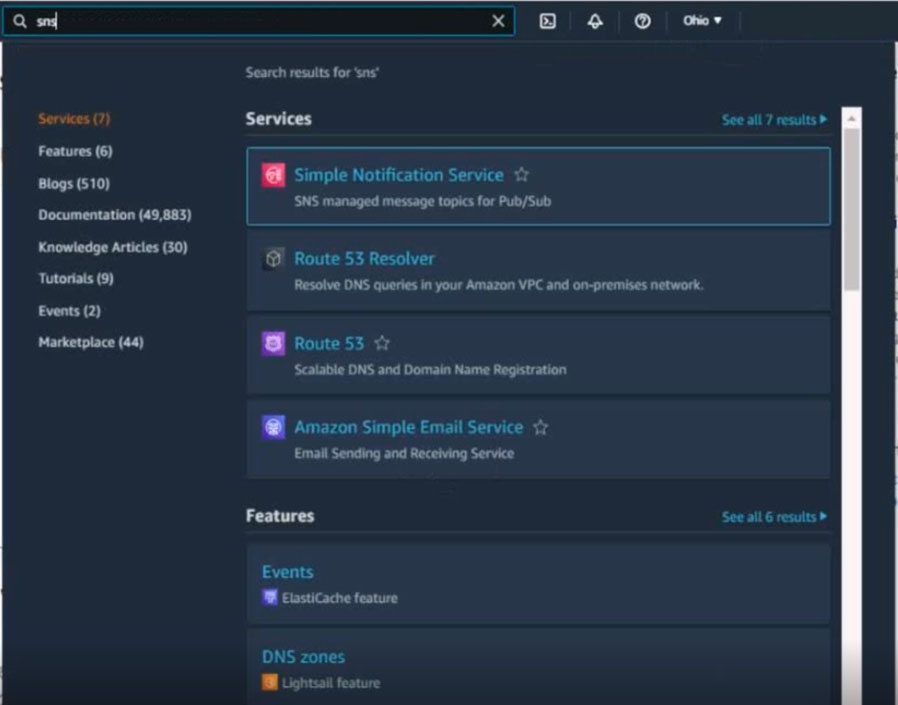 sns
Ohio
Search results for 'sns'
Services (7)
Features (6)
Blogs (510)
Documentation (49,883)
Knowledge Articles (30)
Tutorials (9)
Events (2)
Marketplace (44)
Services
See all 7 results
Simple Notification Service
SNS managed message topics for Pub/Sub
Route 53 Resolver
Resolve DNS queries in your Amazon VPC and on-premises network.
Route 53
Scalable DNS and Domain Name Registration
Amazon Simple Email Service
Email Sending and Receiving Service
Features
See all 6 results
Events
ElastiCache feature
DNS zones
Lightsail feature